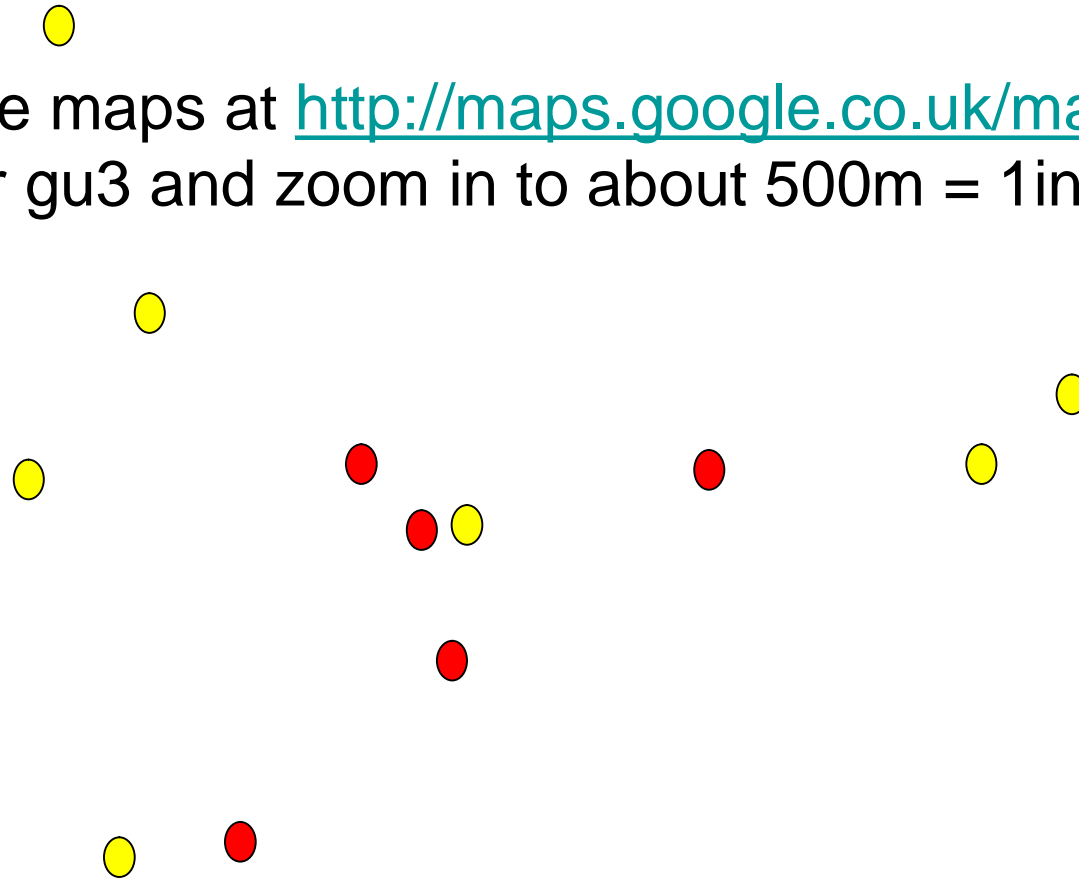 e maps at http://maps.google.co.uk/ma
r gu3 and zoom in to about 500m = 1in